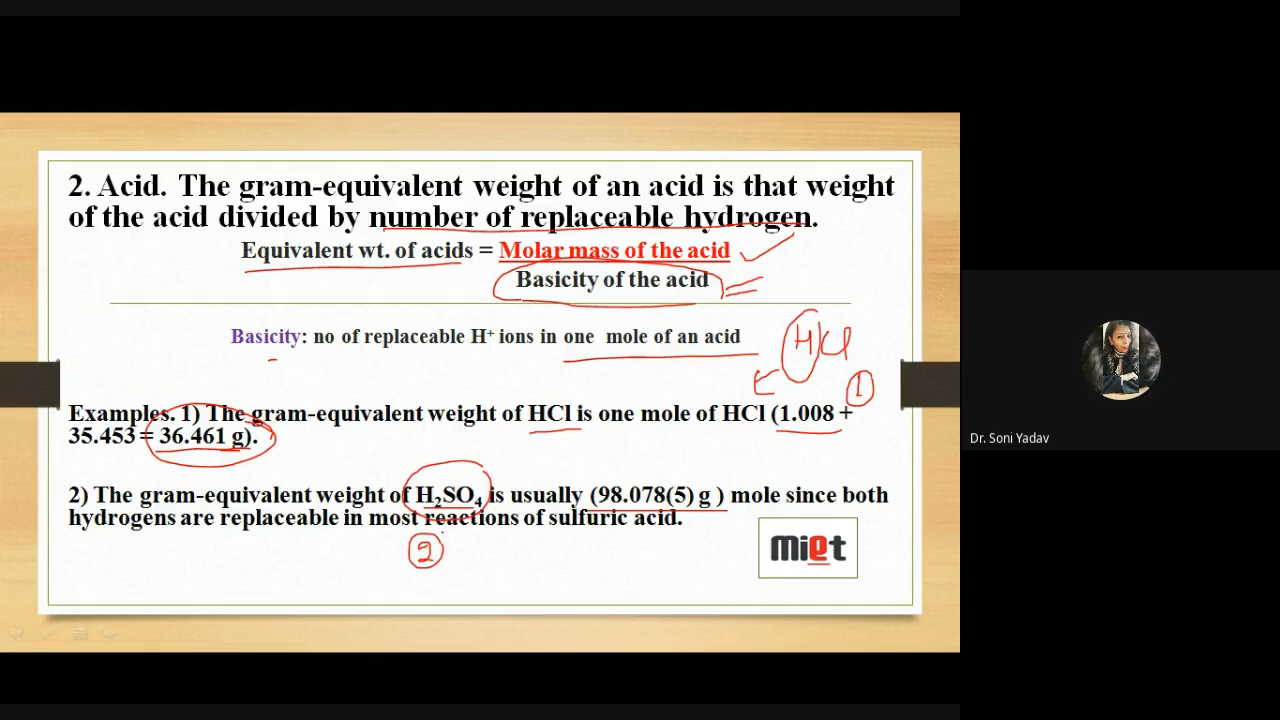 2. Acid. The gram-equivalent weight of an acid is that weight
of the acid divided by number of replaceable hydrogen.
Equivalent wt. of acids = Molar mass of the acid
Basicity of the acid
Basicity: no of replaceable H⁺ ions in one mole of an acid
HCl
1
Examples. 1) The gram-equivalent weight of HCl is one mole of HCl (1.008 +
35.453 = 36.461 g).
2) The gram-equivalent weight of H₂SO₄ is usually (98.078(5) g ) mole since both
hydrogens are replaceable in most reactions of sulfuric acid.
2
miet
Dr. Soni Yadav